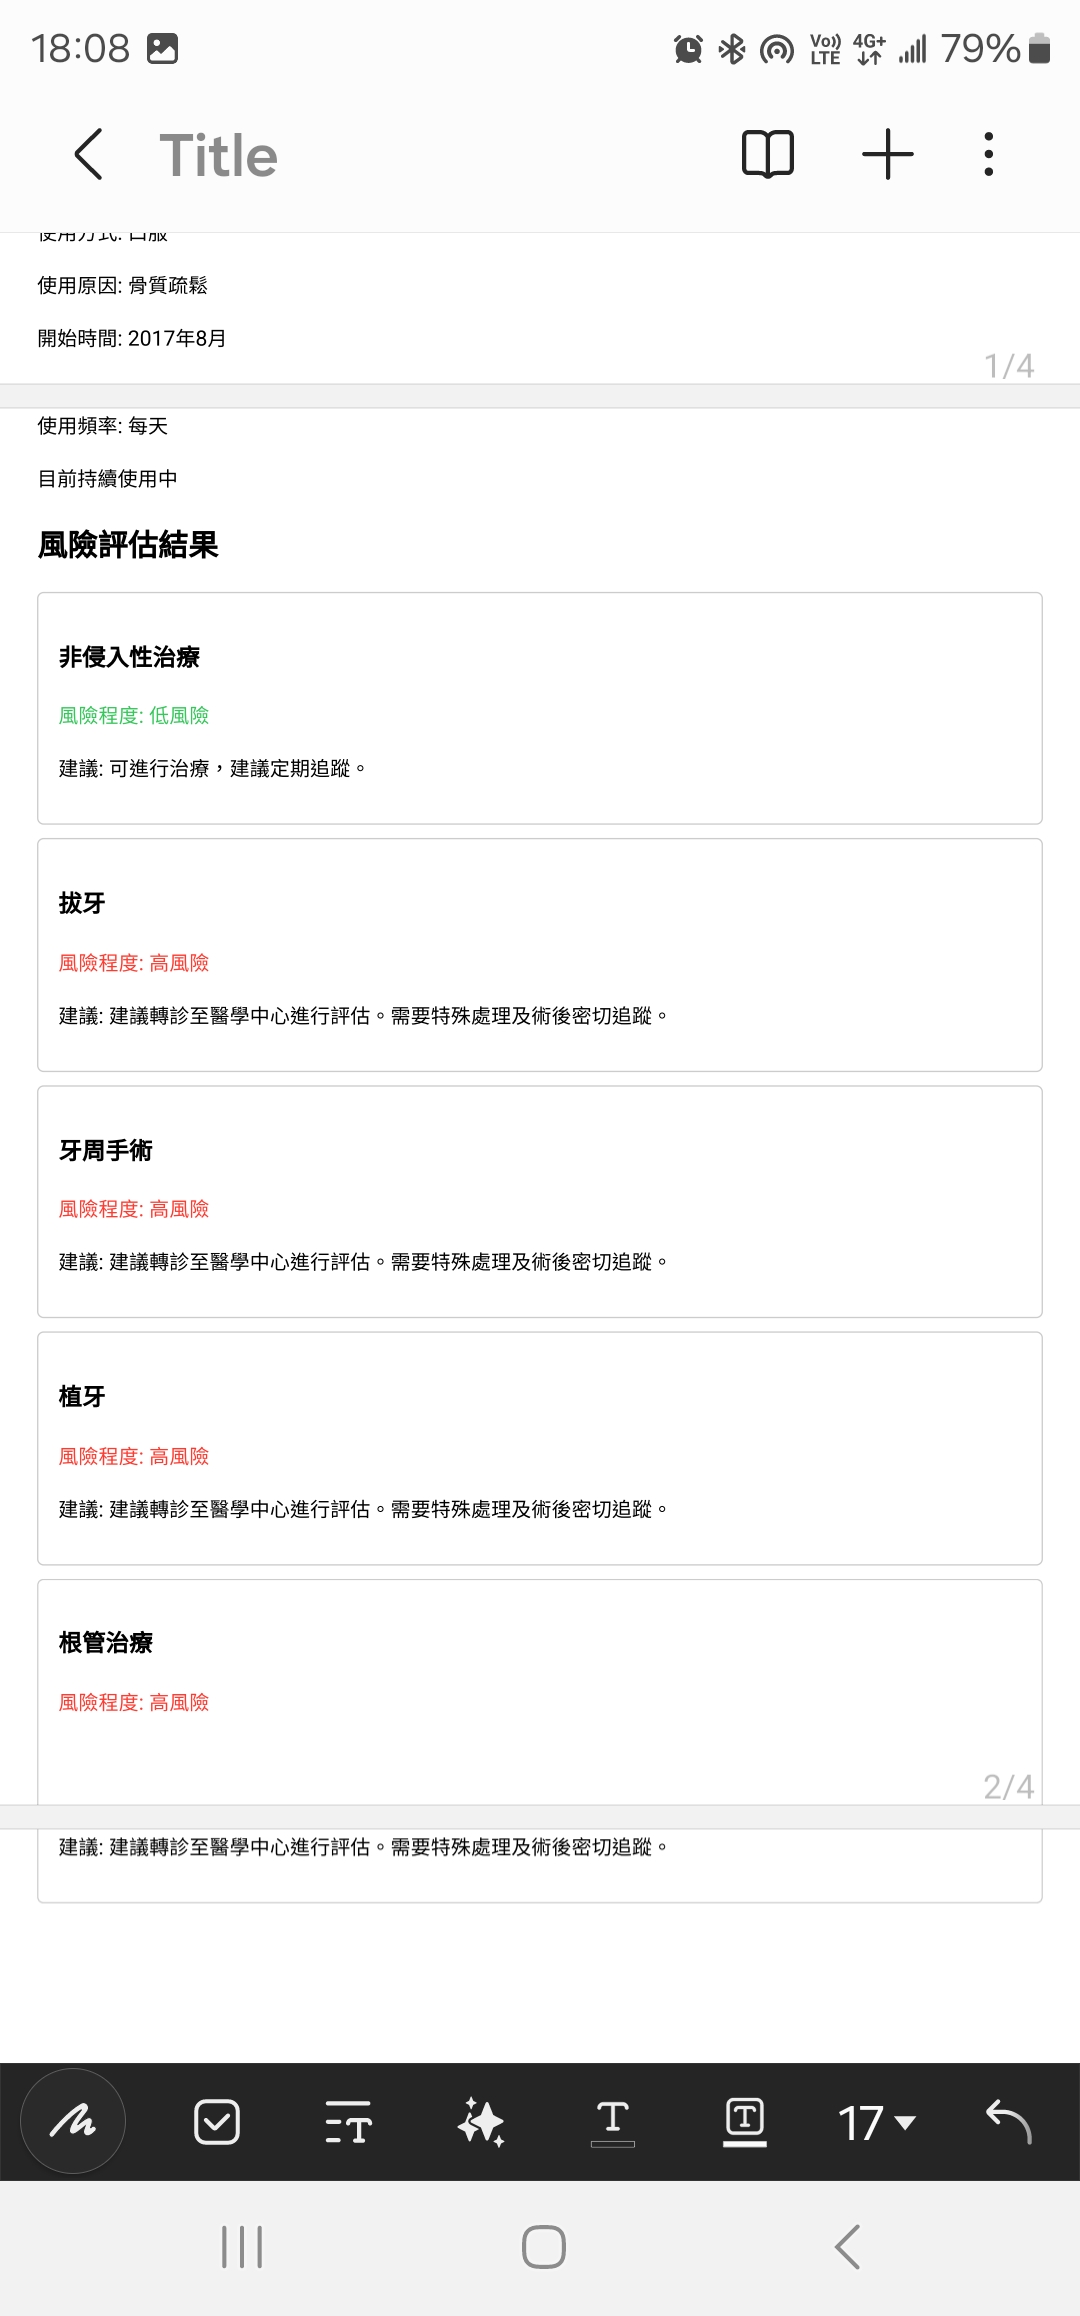 18:08
Vo)) LTE 4G+ 79%
Title
使用方式: 口服
使用原因: 骨質疏鬆
開始時間: 2017年8月
1/4
使用頻率: 每天
目前持續使用中
風險評估結果
非侵入性治療
風險程度: 低風險
建議: 可進行治療，建議定期追蹤。
拔牙
風險程度: 高風險
建議: 建議轉診至醫學中心進行評估。需要特殊處理及術後密切追蹤。
牙周手術
風險程度: 高風險
建議: 建議轉診至醫學中心進行評估。需要特殊處理及術後密切追蹤。
植牙
風險程度: 高風險
建議: 建議轉診至醫學中心進行評估。需要特殊處理及術後密切追蹤。
根管治療
風險程度: 高風險
2/4
建議: 建議轉診至醫學中心進行評估。需要特殊處理及術後密切追蹤。
17